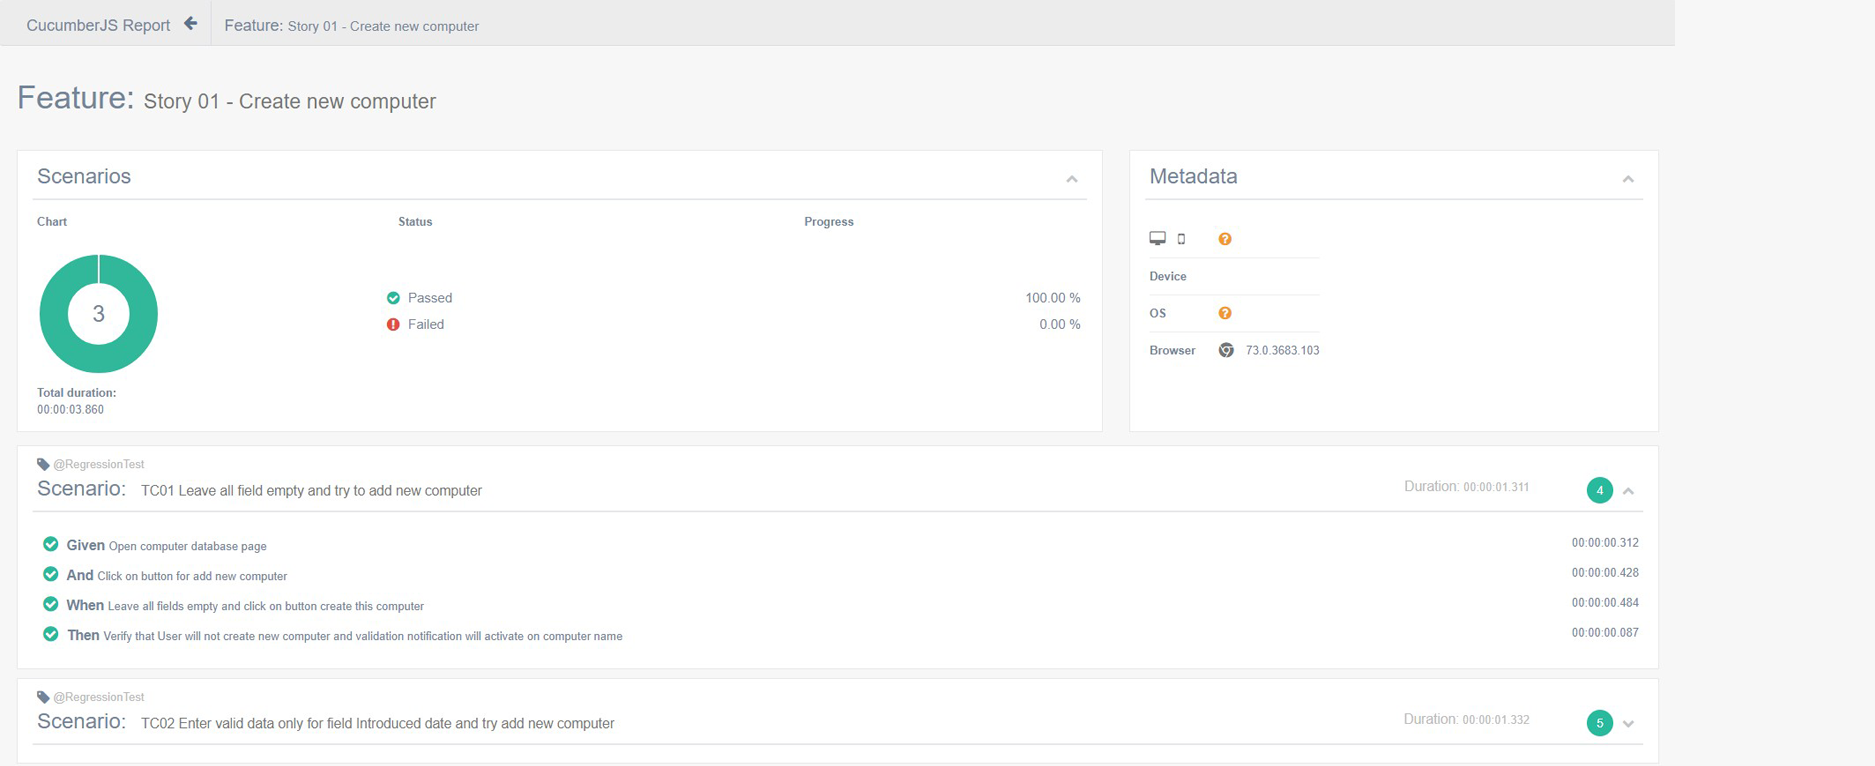 CucumberJS Report Feature: Story 01 - Create new computer
Feature: Story 01 - Create new computer
Scenarios
Chart Status Progress
3
Passed 100.00 %
Failed 0.00 %
Total duration:
00:00:03.860
Metadata
Device
OS
Browser 73.0.3683.103
@RegressionTest
Scenario: TC01 Leave all field empty and try to add new computer Duration: 00:00:01.311 4
Given Open computer database page 00:00:00.312
And Click on button for add new computer 00:00:00.428
When Leave all fields empty and click on button create this computer 00:00:00.484
Then Verify that User will not create new computer and validation notification will activate on computer name 00:00:00.087
@RegressionTest
Scenario: TC02 Enter valid data only for field Introduced date and try add new computer Duration: 00:00:01.332 5